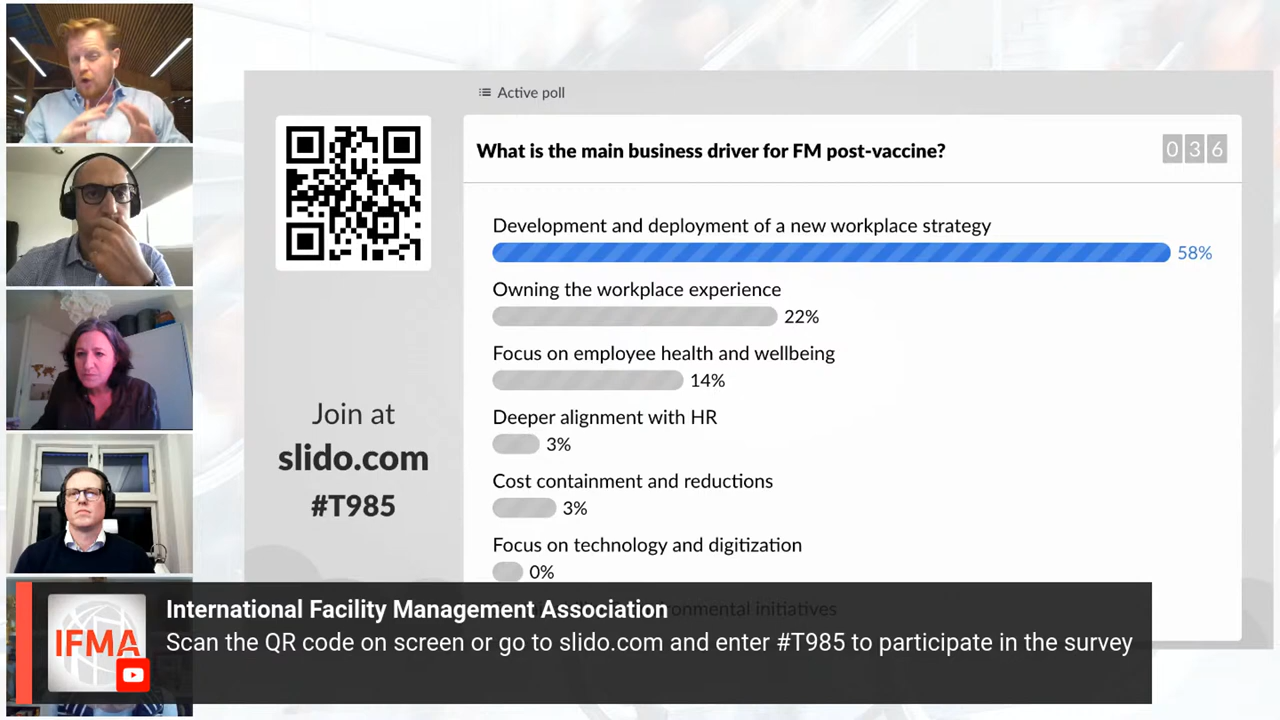 Active poll
What is the main business driver for FM post-vaccine?
036
Development and deployment of a new workplace strategy
58%
Owning the workplace experience
22%
Focus on employee health and wellbeing
14%
Deeper alignment with HR
3%
Cost containment and reductions
3%
Focus on technology and digitization
0%
Join at
slido.com
#T985
environmental initiatives
IFMA
International Facility Management Association
Scan the QR code on screen or go to slido.com and enter #T985 to participate in the survey